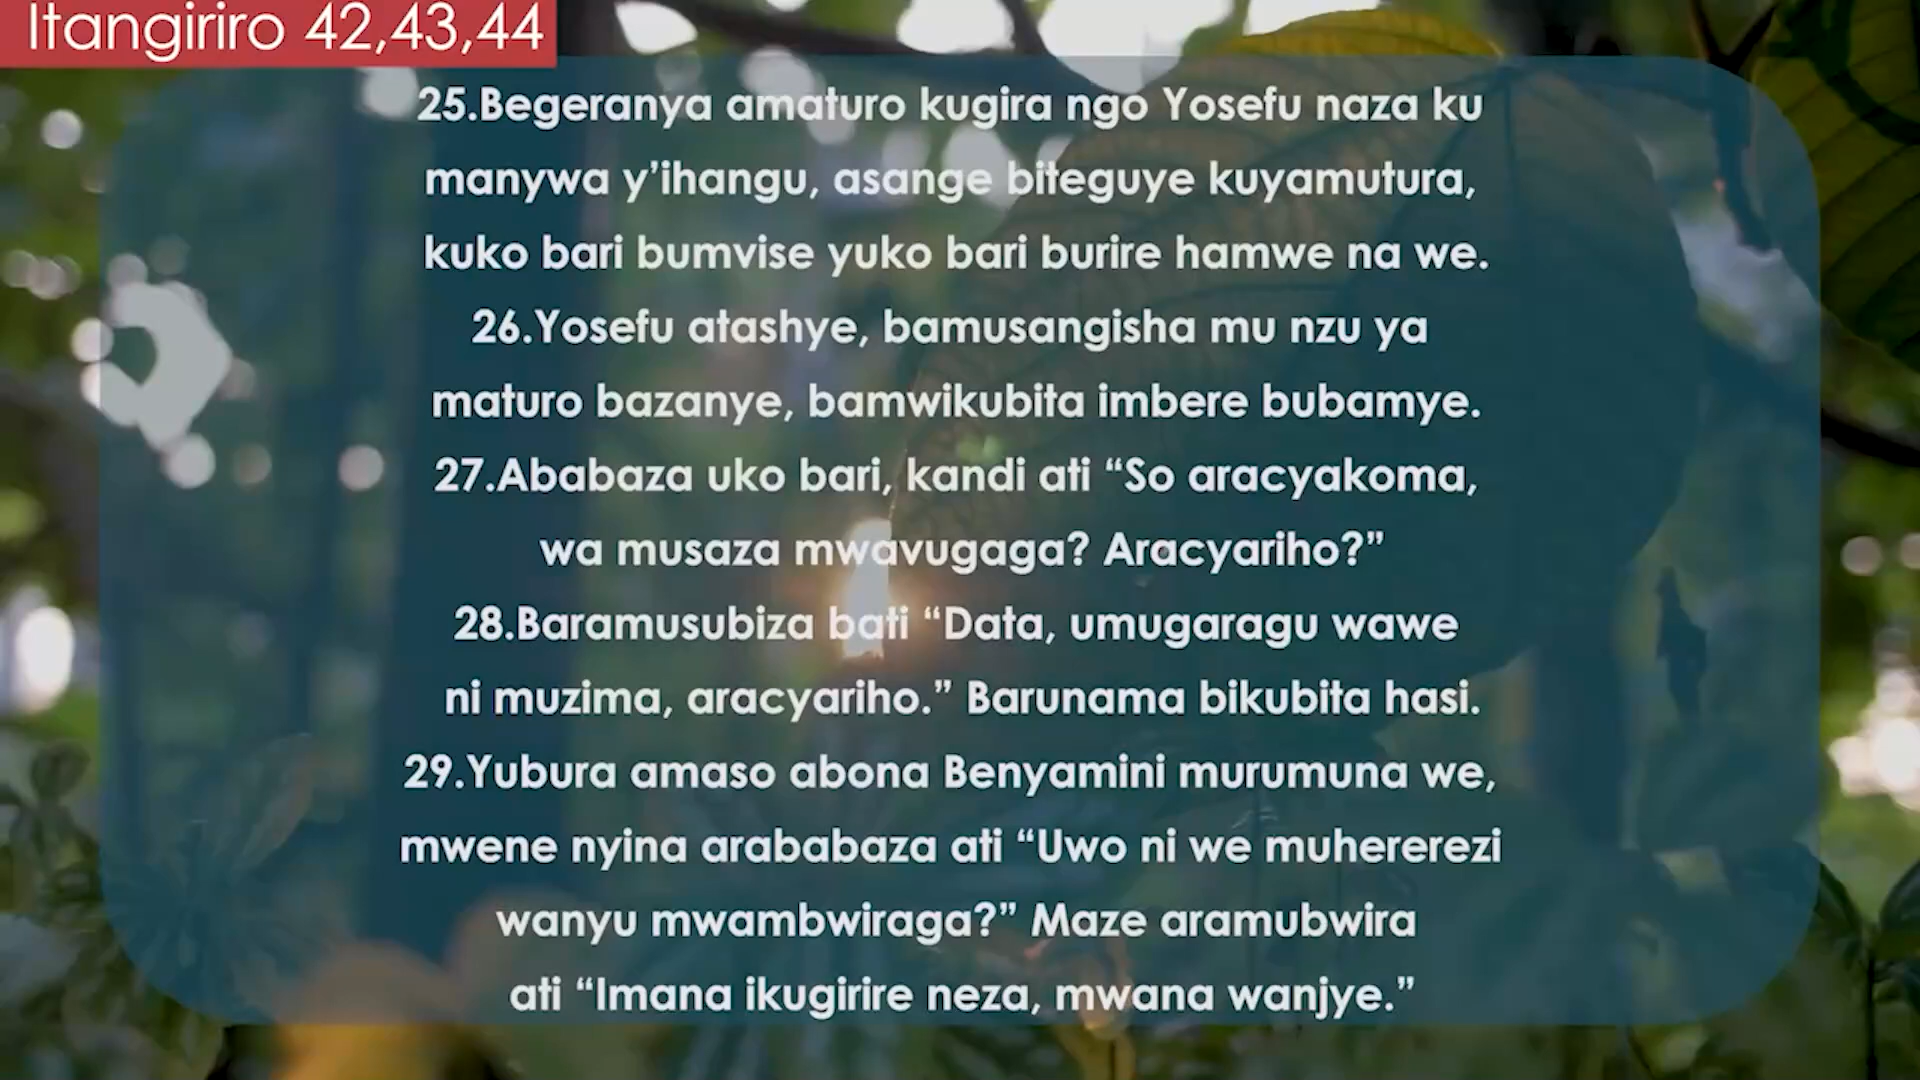 Itangiriro 42,43,44
25.Begeranya amaturo kugira ngo Yosefu naza ku
manywa y’ihangu, asange biteguye kuyamutura,
kuko bari bumvise yuko bari burire hamwe na we.
26.Yosefu atashye, bamusangisha mu nzu ya
maturo bazanye, bamwikubita imbere bubamye.
27.Ababaza uko bari, kandi ati “So aracyakoma,
wa musaza mwavugaga? Aracyariho?”
28.Baramusubiza bati “Data, umugaragu wawe
ni muzima, aracyariho.” Barunama bikubita hasi.
29.Yubura amaso abona Benyamini murumuna we,
mwene nyina arababaza ati “Uwo ni we muhererezi
wanyu mwambwiraga?” Maze aramubwira
ati “Imana ikugirire neza, mwana wanjye.”